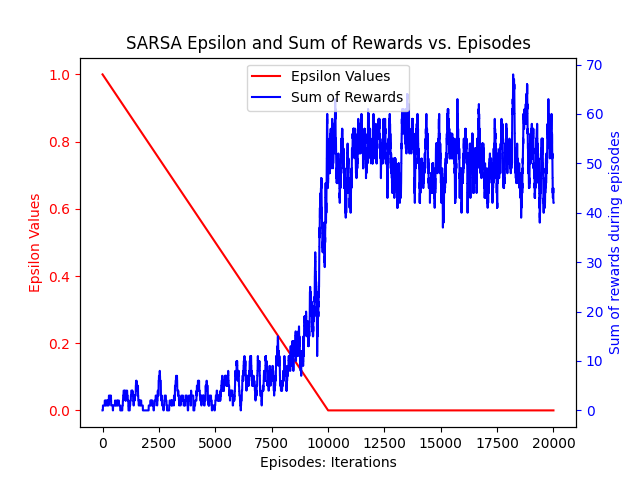 SARSA Epsilon and Sum of Rewards vs. Episodes
Epsilon Values
Sum of Rewards
1.0
0.8
0.6
0.4
0.2
0.0
Epsilon Values
70
60
50
40
30
20
10
0
Sum of rewards during episodes
0 2500 5000 7500 10000 12500 15000 17500 20000
Episodes: Iterations